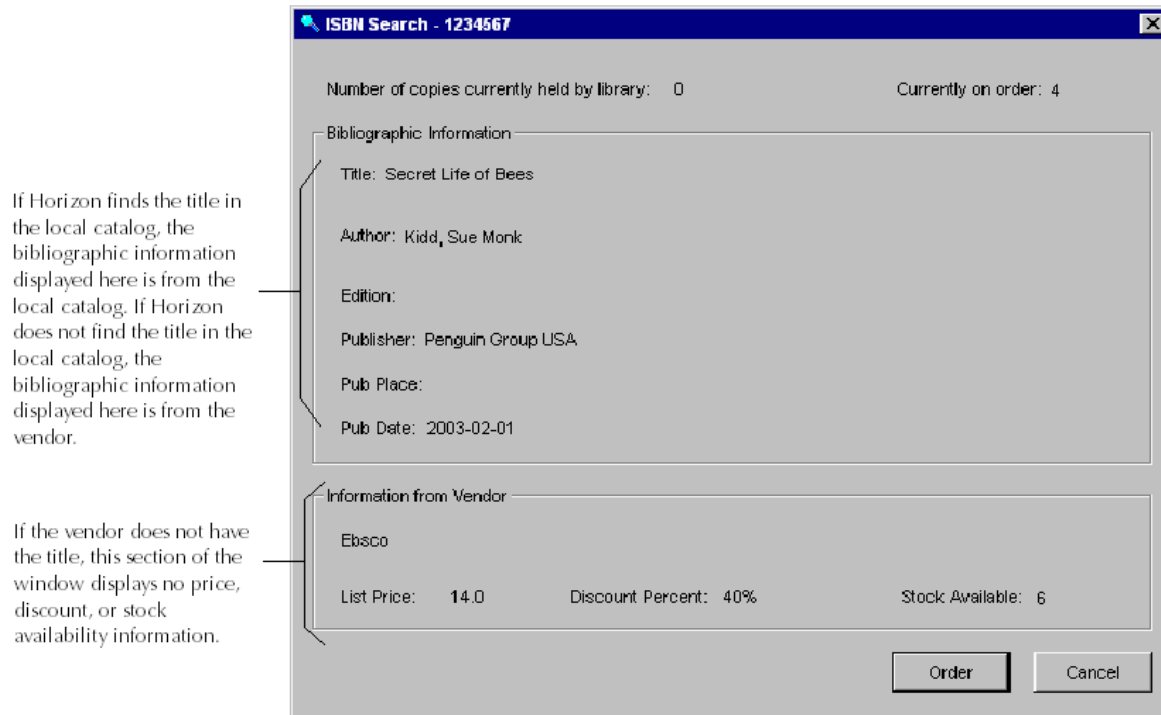 ISBN Search - 1234567
Number of copies currently held by library: 0 Currently on order: 4
Bibliographic Information
Title: Secret Life of Bees
Author: Kidd, Sue Monk
Edition:
Publisher: Penguin Group USA
Pub Place:
Pub Date: 2003-02-01
If Horizon finds the title in
the local catalog, the
bibliographic information
displayed here is from the
local catalog. If Horizon
does not find the title in the
local catalog, the
bibliographic information
displayed here is from the
vendor.
Information from Vendor
Ebsco
List Price: 14.0 Discount Percent: 40% Stock Available: 6
If the vendor does not have
the title, this section of the
window displays no price,
discount, or stock
availability information.
Order Cancel